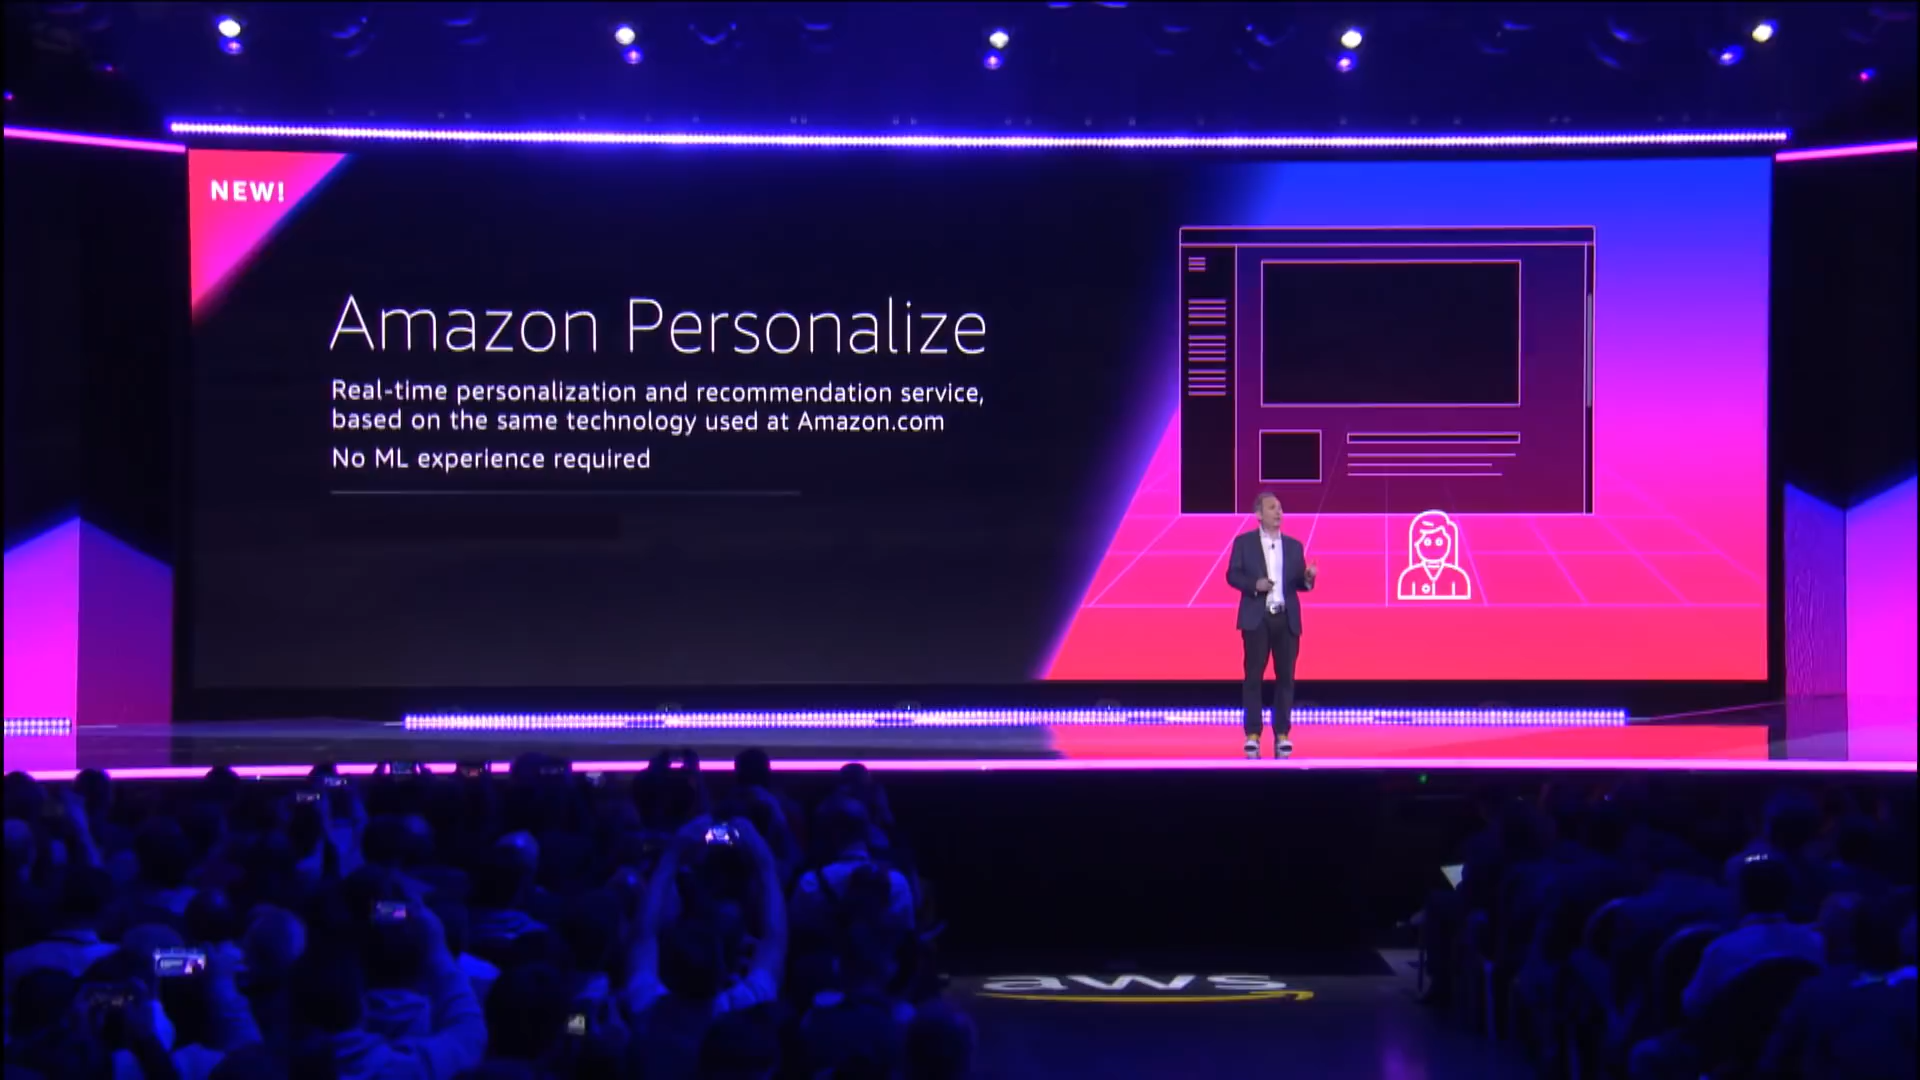 NEW!
Amazon Personalize
Real-time personalization and recommendation service,
based on the same technology used at Amazon.com
No ML experience required
aws